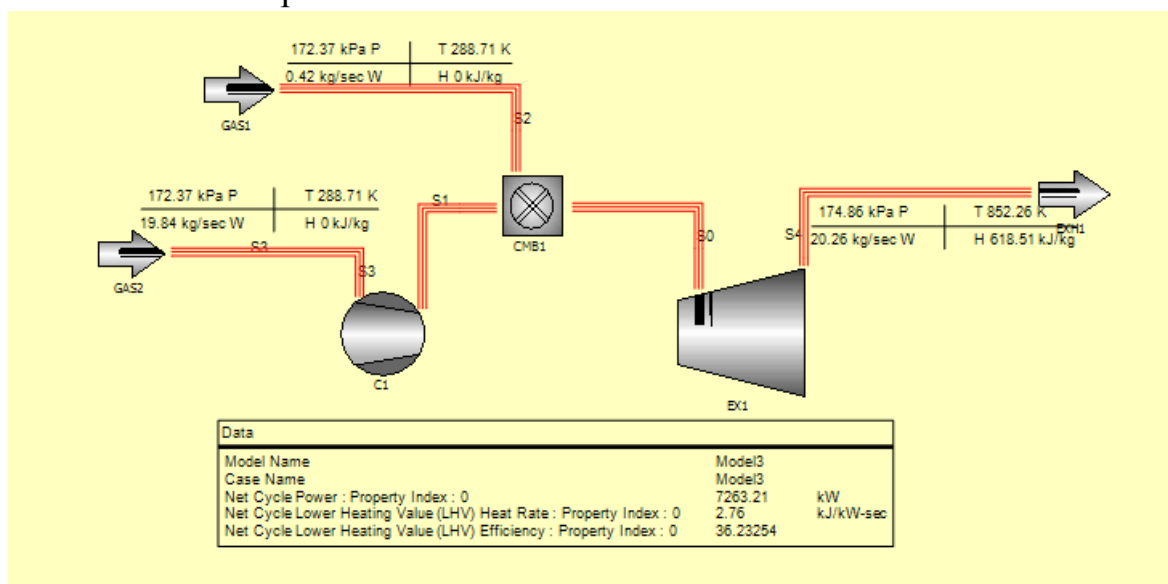 172.37 kPa P T 288.71 K
0.42 kg/sec W H 0 kJ/kg
GAS1
S2
172.37 kPa P T 288.71 K
19.84 kg/sec W H 0 kJ/kg
S3
GAS2
S3
S1
CMB1
S0
S4
174.86 kPa P T 852.26 K
20.26 kg/sec W H 618.51 kJ/kg
EXH1
C1
EX1
Data
Model Name Model3
Case Name Model3
Net Cycle Power : Property Index : 0 7263.21 kW
Net Cycle Lower Heating Value (LHV) Heat Rate : Property Index : 0 2.76 kJ/kW-sec
Net Cycle Lower Heating Value (LHV) Efficiency : Property Index : 0 36.23254